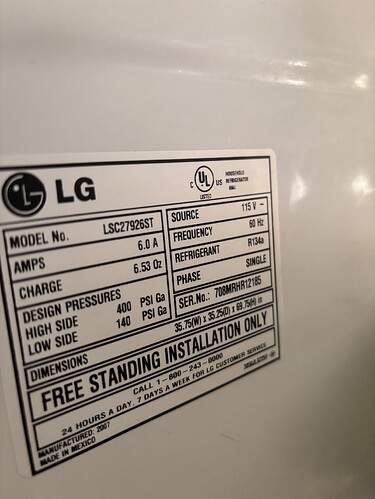 LG
C UL US
LISTED
HOUSEHOLD
REFRIGERATOR
MODEL No. LSC27926ST
AMPS 6.0 A
CHARGE 6.53 Oz
DESIGN PRESSURES
HIGH SIDE 400 PSI Ga
LOW SIDE 140 PSI Ga
SOURCE 115 V ~
FREQUENCY 60 Hz
REFRIGERANT R134a
PHASE SINGLE
SER.No.: 708MRHR12185
DIMENSIONS 35.75(W) x 35.25(D) x 69.75(H) in
FREE STANDING INSTALLATION ONLY
CALL 1-800-243-0000
24 HOURS A DAY, 7 DAYS A WEEK FOR LG CUSTOMER SERVICE.
MANUFACTURED: 2007
MADE IN MEXICO